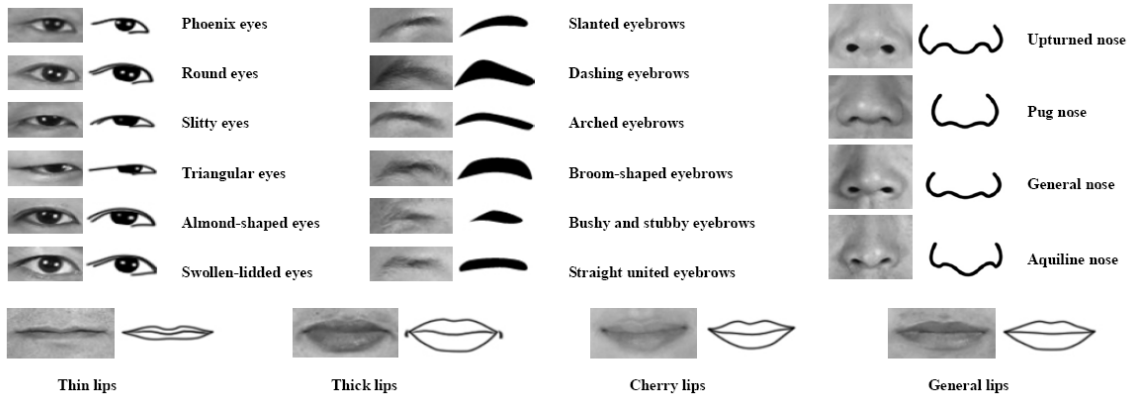 Phoenix eyes
Round eyes
Slitty eyes
Triangular eyes
Almond-shaped eyes
Swollen-lidded eyes
Slanted eyebrows
Dashing eyebrows
Arched eyebrows
Broom-shaped eyebrows
Bushy and stubby eyebrows
Straight united eyebrows
Upturned nose
Pug nose
General nose
Aquiline nose
Thin lips
Thick lips
Cherry lips
General lips